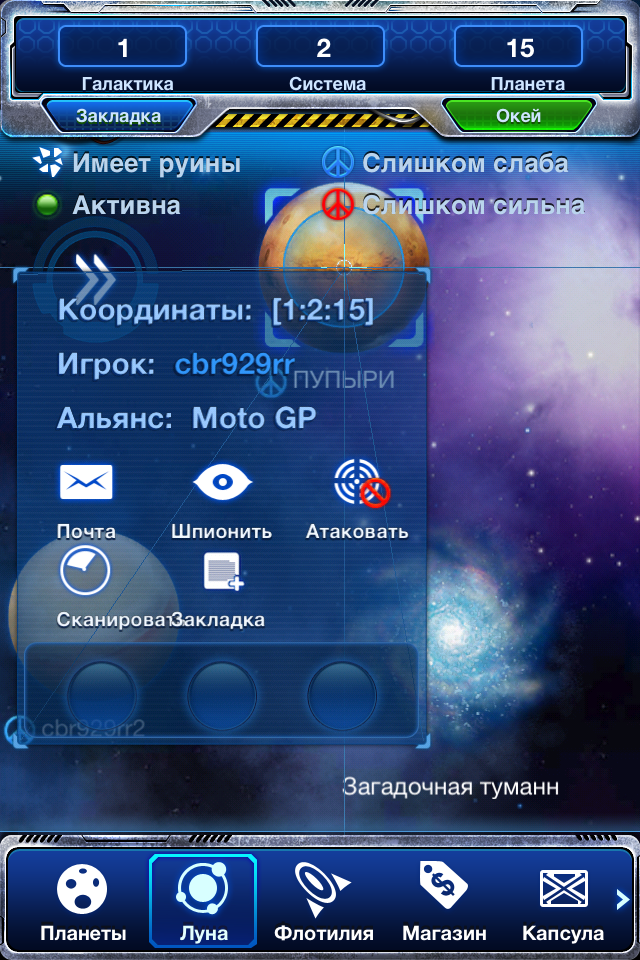 1 2 15
Галактика Система Планета
Закладка Окей
Имеет руины Слишком слаба
Активна Слишком сильна
Координаты: [1:2:15]
Игрок: cbr929rr
ПУПЫРИ
Альянс: Moto GP
Почта Шпионить Атаковать
Сканировать Закладка
cbr929rr2
Загадочная туманн
Планеты Луна Флотилия Магазин Капсула